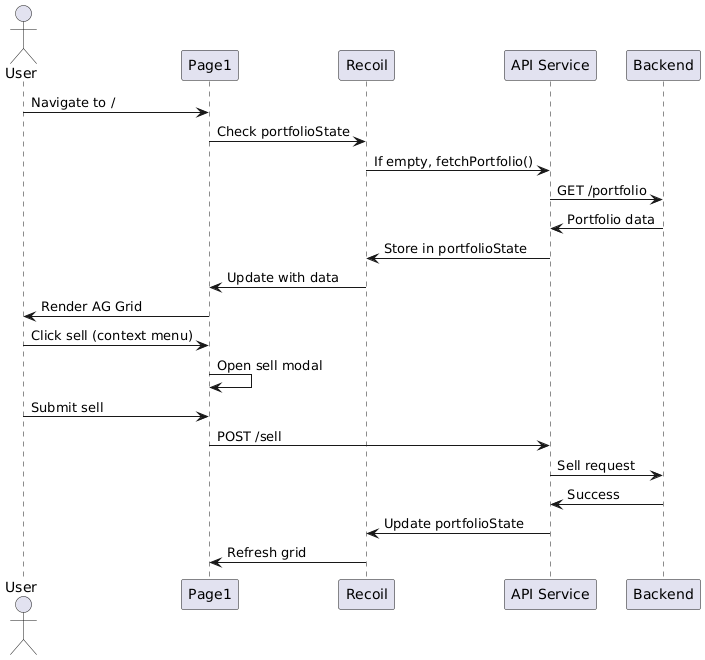 User
Page1
Recoil
API Service
Backend
Navigate to /
Check portfolioState
If empty, fetchPortfolio()
GET /portfolio
Portfolio data
Store in portfolioState
Update with data
Render AG Grid
Click sell (context menu)
Open sell modal
Submit sell
POST /sell
Sell request
Success
Update portfolioState
Refresh grid
User
Page1
Recoil
API Service
Backend